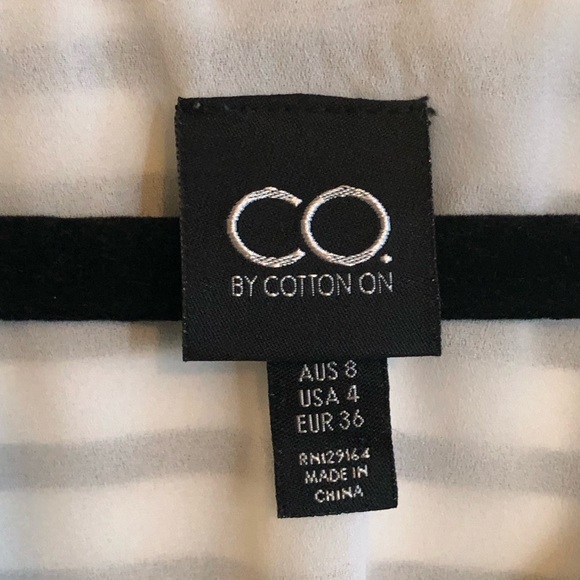 CO.
BY COTTON ON
AUS 8
USA 4
EUR 36
RN129164
MADE IN
CHINA